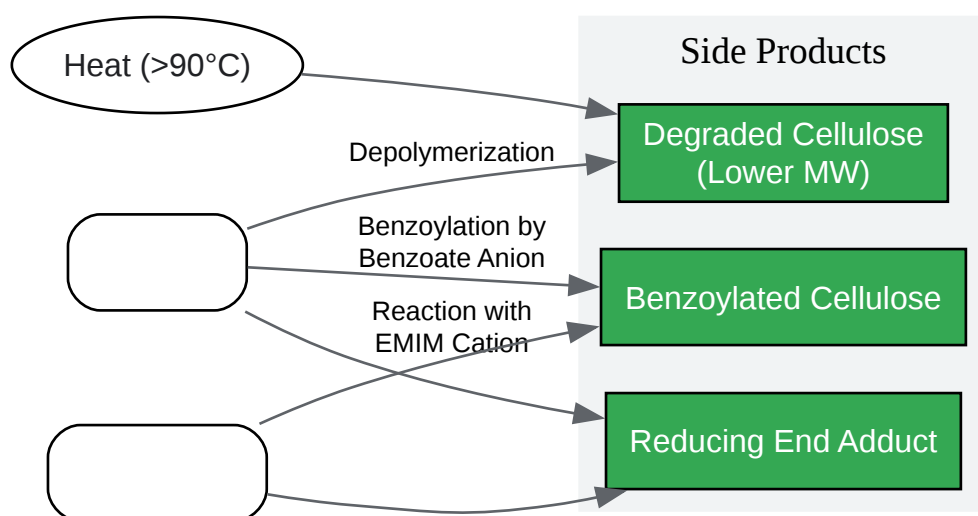 Side Products
Heat (>90°C)
Degraded Cellulose
(Lower MW)
Depolymerization
Benzoylation by
Benzoate Anion
Benzoylated Cellulose
Reaction with
EMIM Cation
Reducing End Adduct